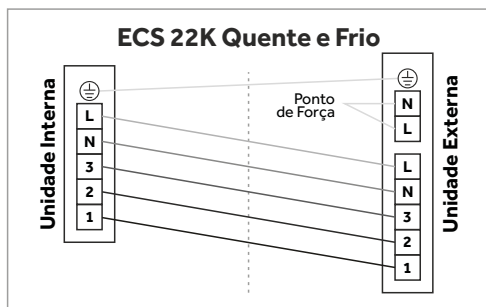 ECS 22K Quente e Frio
Unidade Interna
L
N
3
2
1
Ponto
de Força
N
L
L
N
3
2
1
Unidade Externa